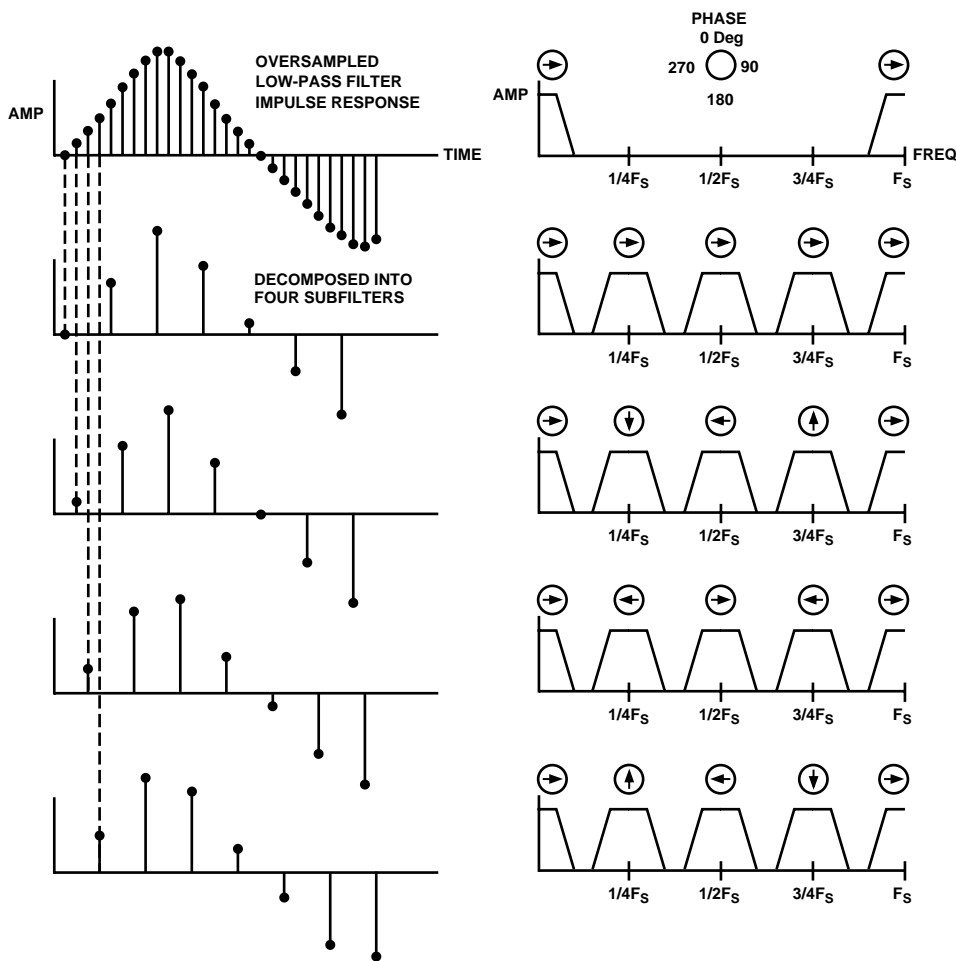 OVERSAMPLED
LOW-PASS FILTER
IMPULSE RESPONSE
AMP
TIME
PHASE
0 Deg
270
90
180
AMP
FREQ
1/4FS
1/2FS
3/4FS
FS
DECOMPOSED INTO
FOUR SUBFILTERS
1/4FS
1/2FS
3/4FS
FS
1/4FS
1/2FS
3/4FS
FS
1/4FS
1/2FS
3/4FS
FS
1/4FS
1/2FS
3/4FS
FS